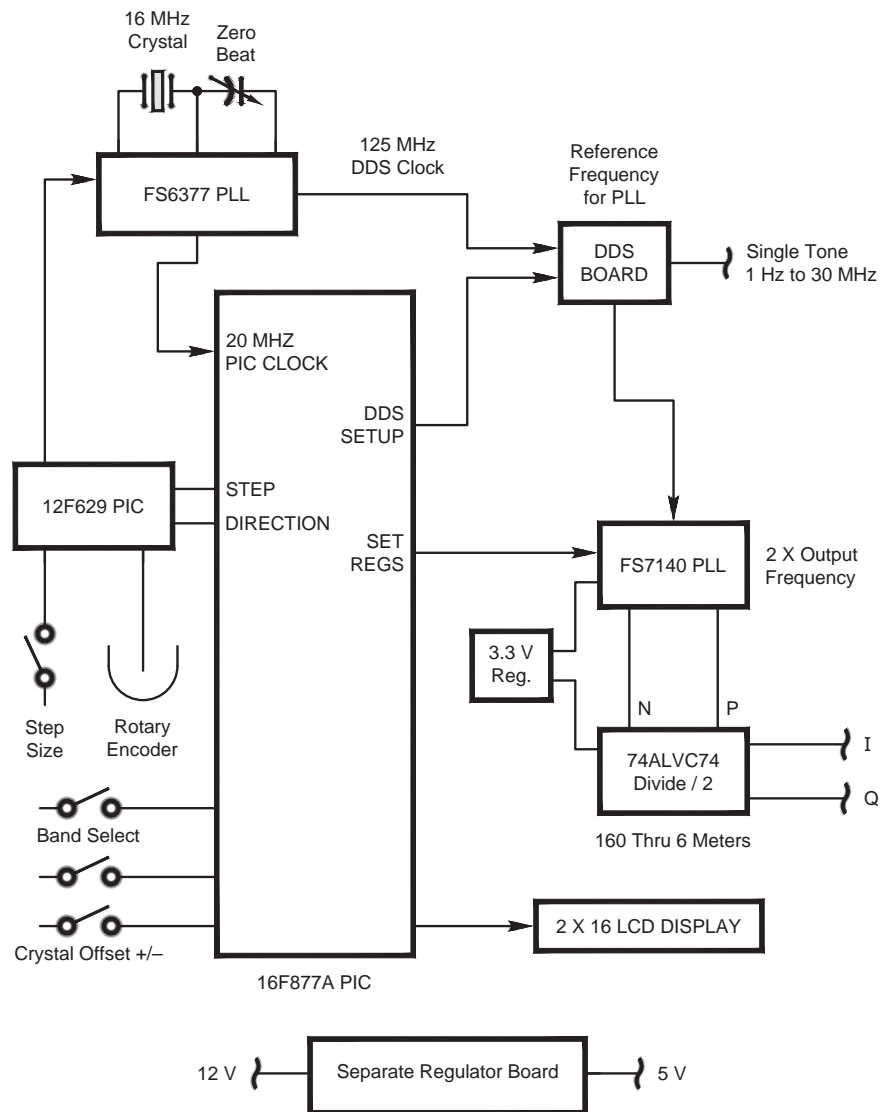 16 MHz
Crystal
Zero
Beat
FS6377 PLL
125 MHz
DDS Clock
Reference
Frequency
for PLL
DDS
BOARD
Single Tone
1 Hz to 30 MHz
20 MHZ
PIC CLOCK
DDS
SETUP
12F629 PIC
STEP
DIRECTION
SET
REGS
FS7140 PLL
2 X Output
Frequency
3.3 V
Reg.
N
P
Step
Size
Rotary
Encoder
74ALVC74
Divide / 2
I
Q
Band Select
160 Thru 6 Meters
2 X 16 LCD DISPLAY
Crystal Offset +/–
16F877A PIC
12 V
Separate Regulator Board
5 V